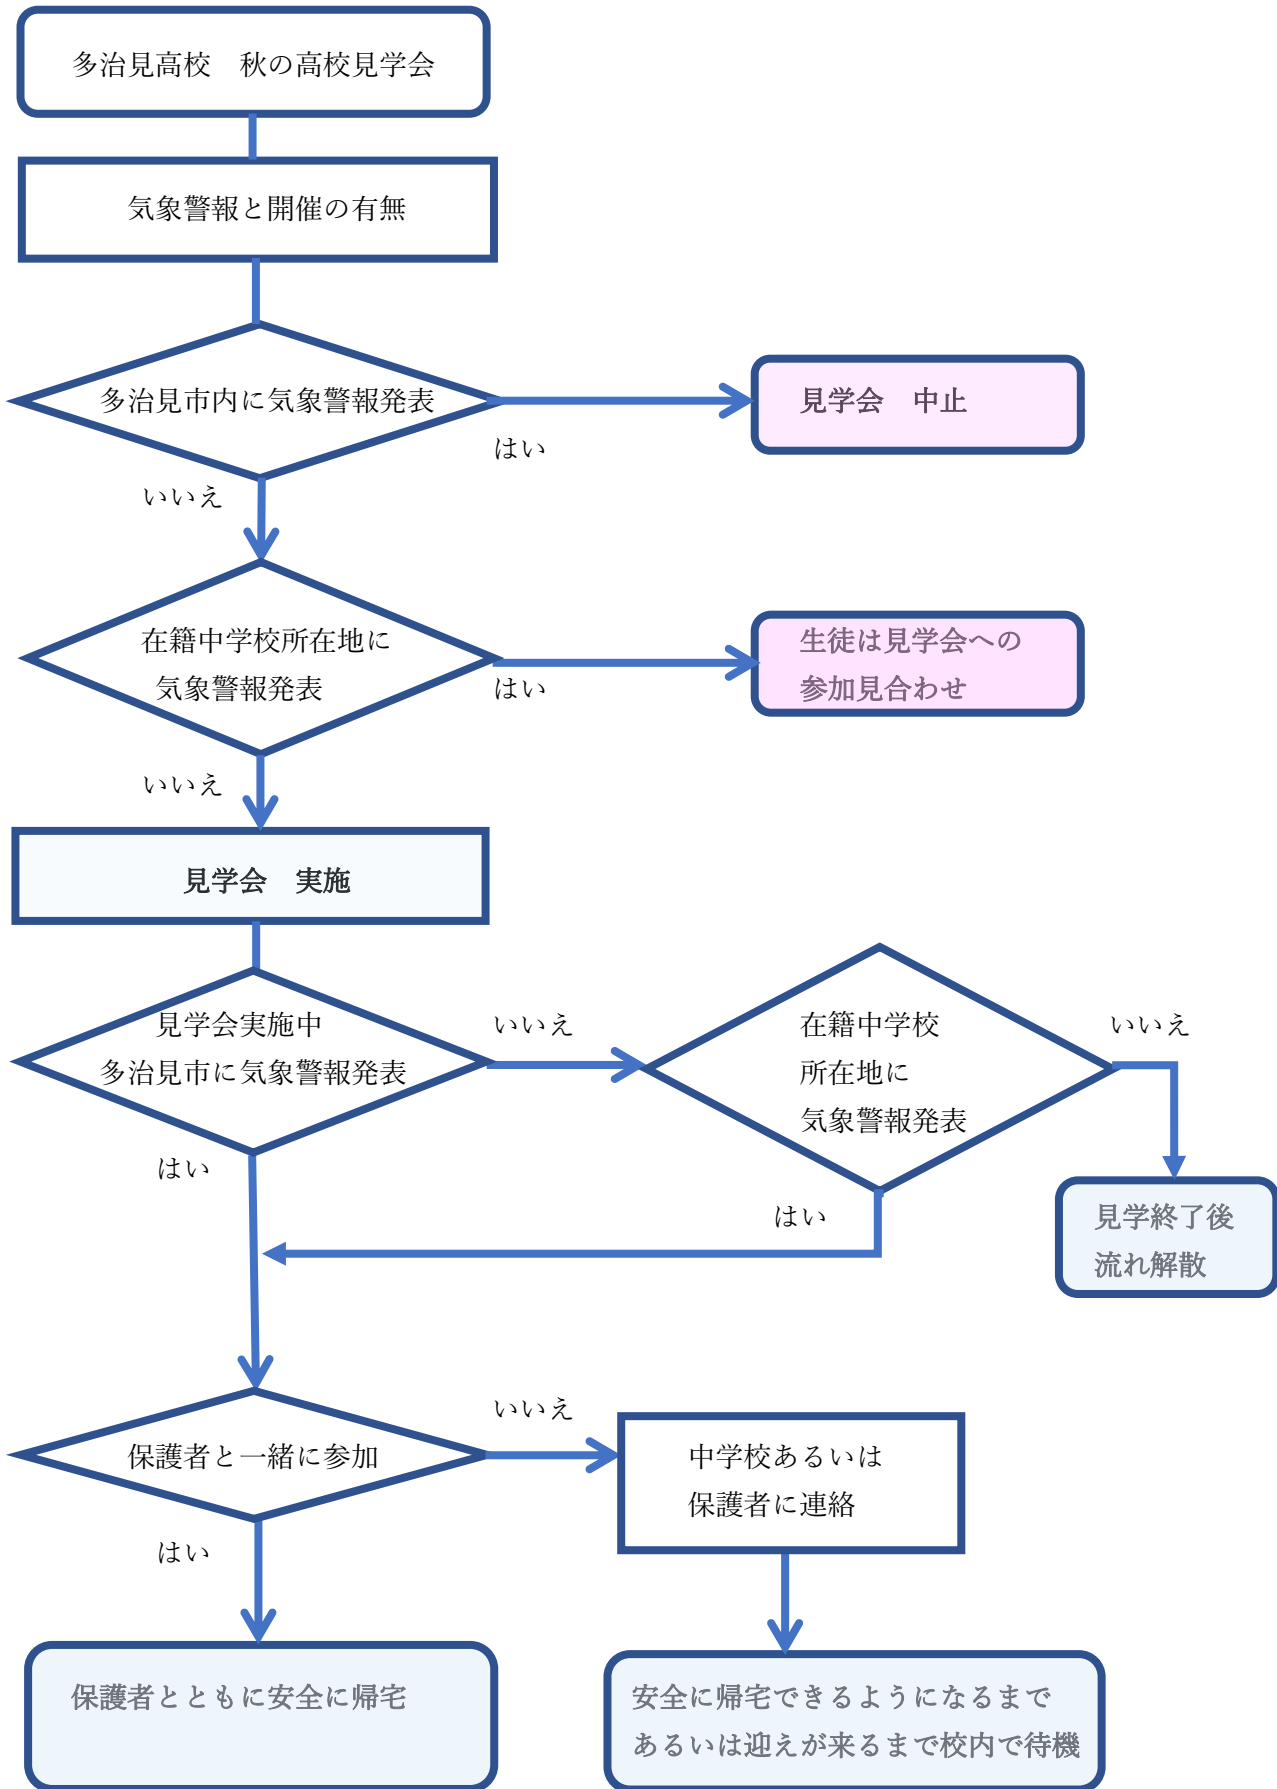 多治見高校　秋の高校見学会
気象警報と開催の有無
多治見市内に気象警報発表
見学会　中止
はい
いいえ
在籍中学校所在地に
気象警報発表
生徒は見学会への
参加見合わせ
はい
いいえ
見学会　実施
見学会実施中
多治見市に気象警報発表
いいえ
在籍中学校
所在地に
気象警報発表
いいえ
はい
はい
見学終了後
流れ解散
保護者と一緒に参加
いいえ
中学校あるいは
保護者に連絡
はい
保護者とともに安全に帰宅
安全に帰宅できるようになるまで
あるいは迎えが来るまで校内で待機